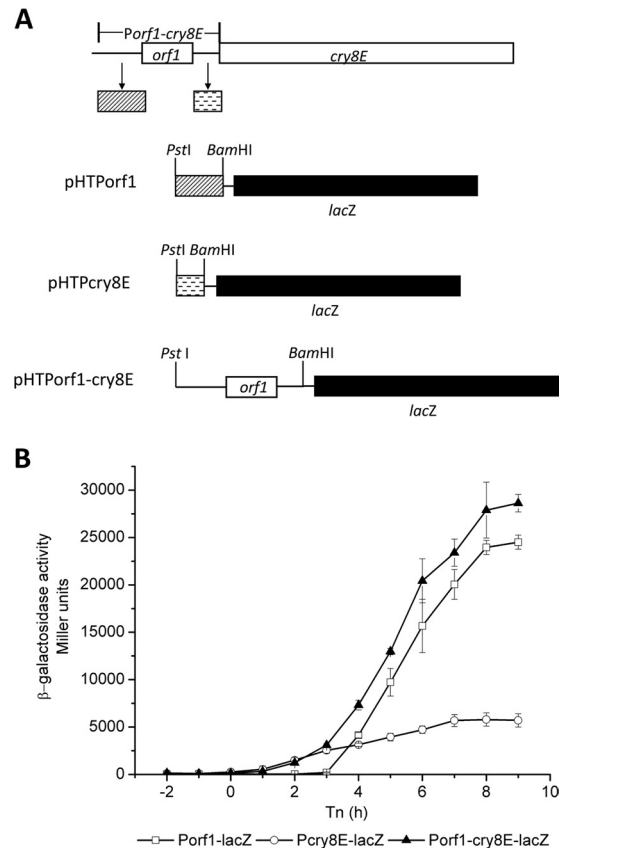 A
Porf1-cry8E
orf1
cry8E
PstI BamHI
pHTPorf1
lacZ
PstI BamHI
pHTPcry8E
lacZ
Pst I BamHI
pHTPorf1-cry8E
orf1
lacZ
B
30000
25000
20000
15000
10000
5000
0
β-galactosidase activity
Miller units
-2 0 2 4 6 8 10
Tn (h)
Porf1-lacZ Pcry8E-lacZ Porf1-cry8E-lacZ